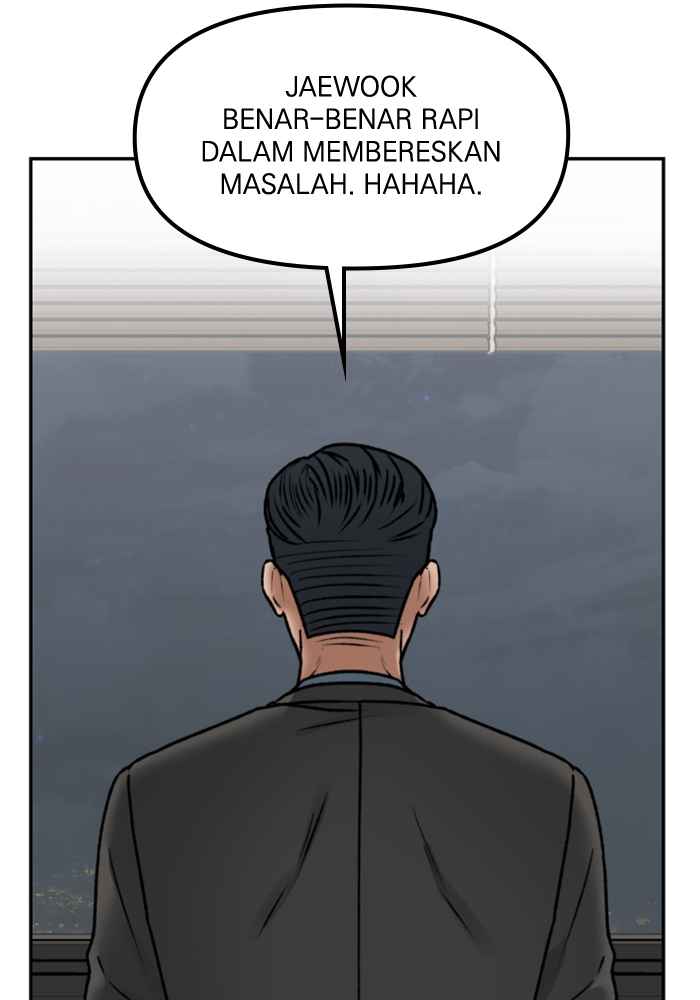 JAEWOOK
BENAR-BENAR RAPI
DALAM MEMBERESKAN
MASALAH. HAHAHA.